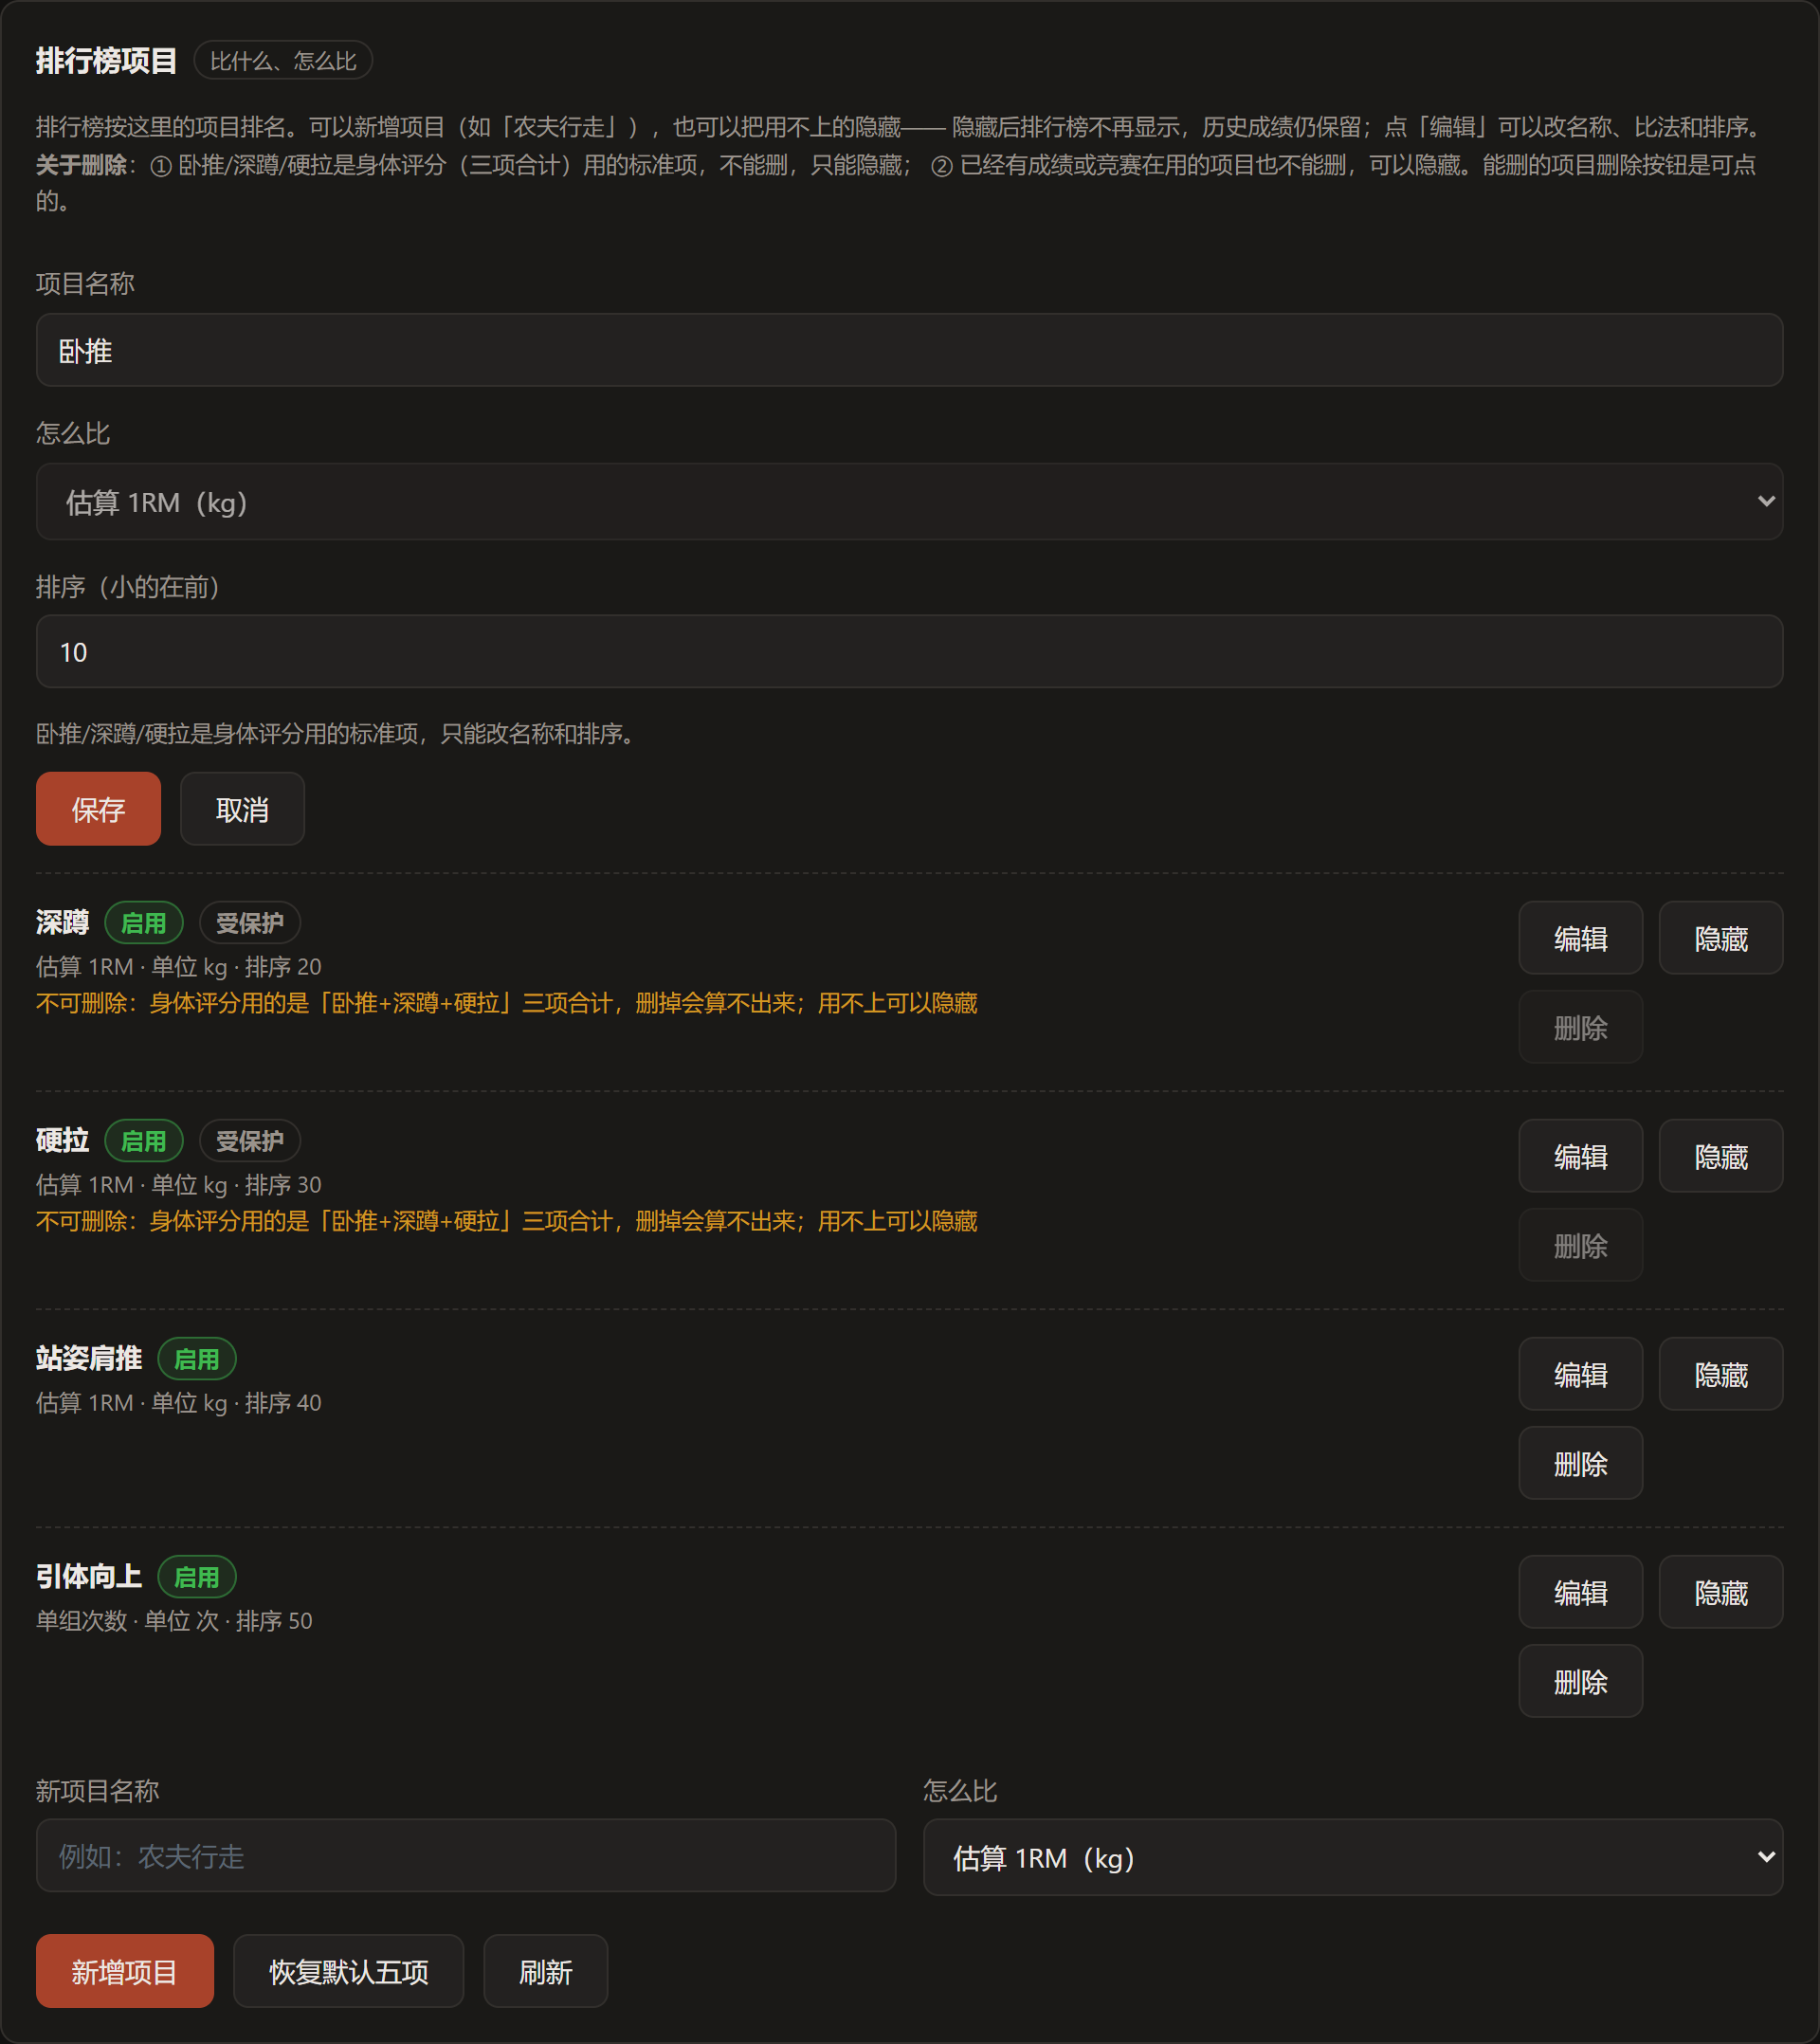 排行榜项目 比什么、怎么比
排行榜按这里的项目排名。可以新增项目（如「农夫行走」），也可以把用不上的隐藏—— 隐藏后排行榜不再显示，历史成绩仍保留；点「编辑」可以改名称、比法和排序。
关于删除：① 卧推/深蹲/硬拉是身体评分（三项合计）用的标准项，不能删，只能隐藏； ② 已经有成绩或竞赛在用的项目也不能删，可以隐藏。能删的项目删除按钮是可点
的。
项目名称
卧推
怎么比
估算 1RM（kg）
排序（小的在前）
10
卧推/深蹲/硬拉是身体评分用的标准项，只能改名称和排序。
保存 取消
深蹲 启用 受保护
估算 1RM · 单位 kg · 排序 20
不可删除：身体评分用的是「卧推+深蹲+硬拉」三项合计，删掉会算不出来；用不上可以隐藏
编辑 隐藏
删除
硬拉 启用 受保护
估算 1RM · 单位 kg · 排序 30
不可删除：身体评分用的是「卧推+深蹲+硬拉」三项合计，删掉会算不出来；用不上可以隐藏
编辑 隐藏
删除
站姿肩推 启用
估算 1RM · 单位 kg · 排序 40
编辑 隐藏
删除
引体向上 启用
单组次数 · 单位 次 · 排序 50
编辑 隐藏
删除
新项目名称
例如：农夫行走
怎么比
估算 1RM（kg）
新增项目 恢复默认五项 刷新